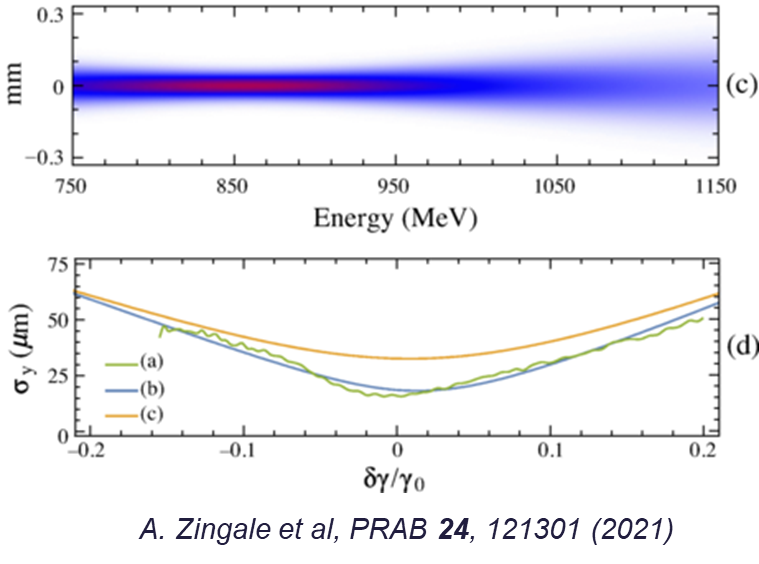 0.3
0
−0.3
mm
(c)
750 850 950 1050 1150
Energy (MeV)
75
50
25
0
σy (μm)
(a)
(b)
(c)
(d)
−0.2 −0.1 0 0.1 0.2
δγ/γ0
A. Zingale et al, PRAB 24, 121301 (2021)